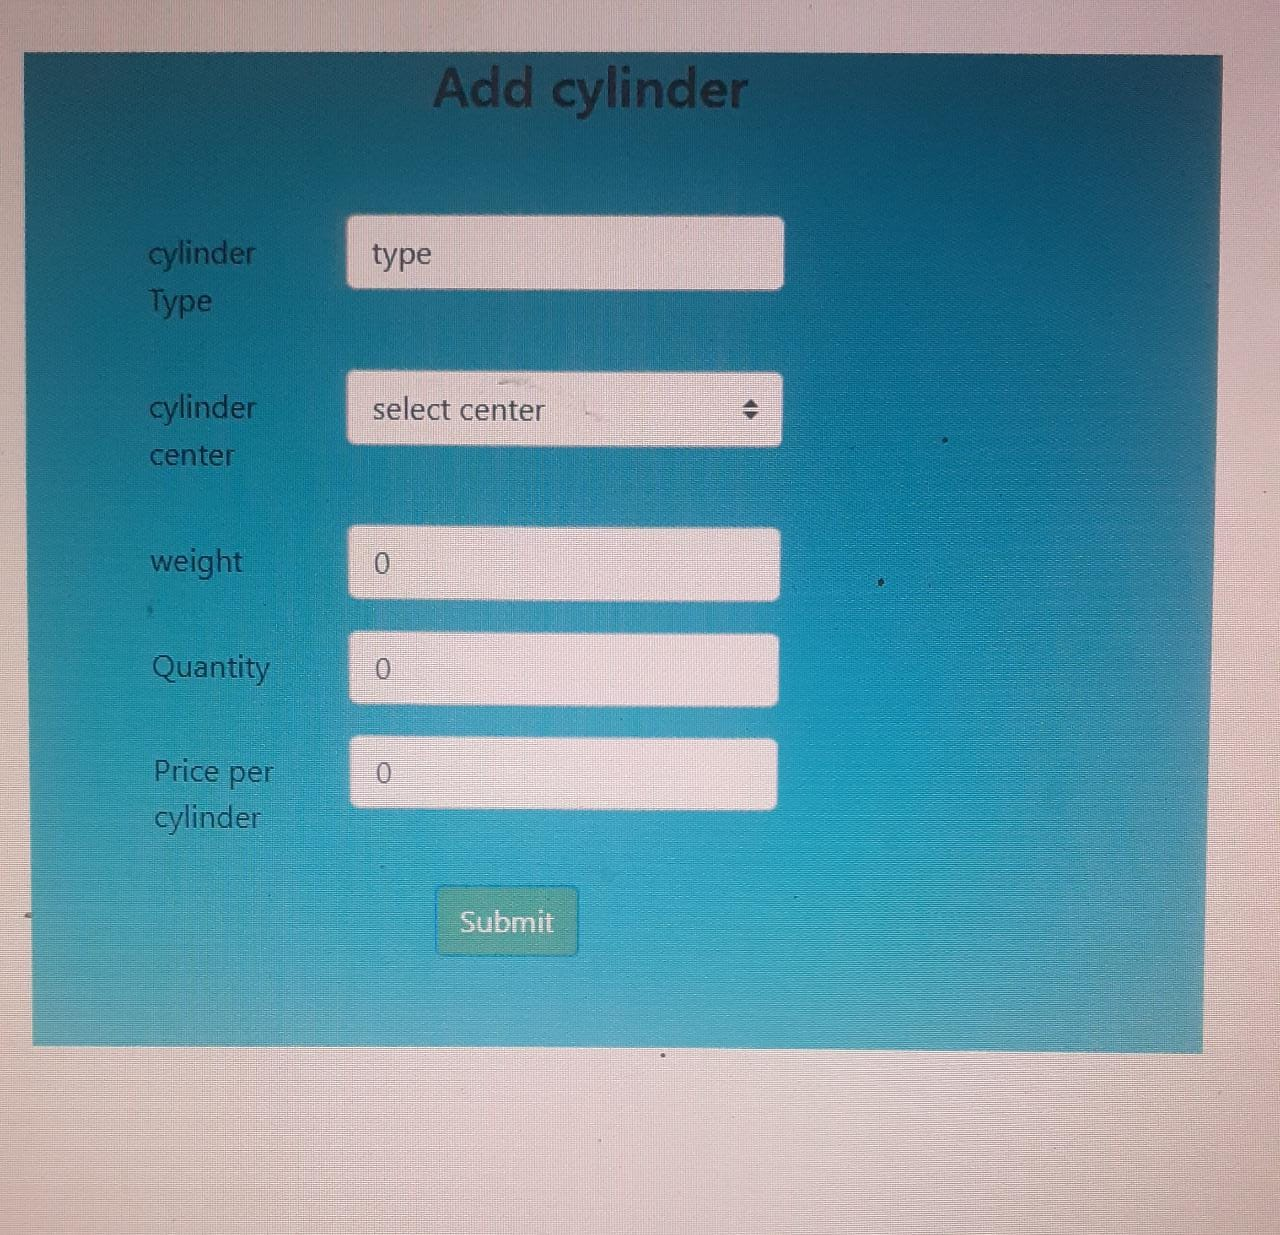 Add cylinder
cylinder
Type
type
cylinder
center
select center
weight
0
Quantity
0
Price per
cylinder
0
Submit